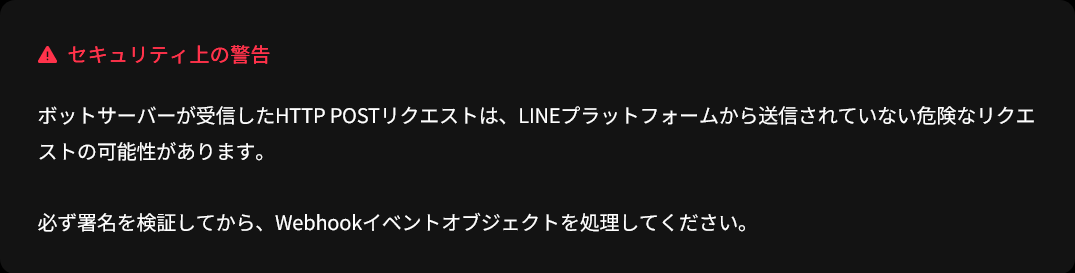 セキュリティ上の警告
ボットサーバーが受信したHTTP POSTリクエストは、LINEプラットフォームから送信されていない危険なリクエ
ストの可能性があります。
必ず署名を検証してから、Webhookイベントオブジェクトを処理してください。